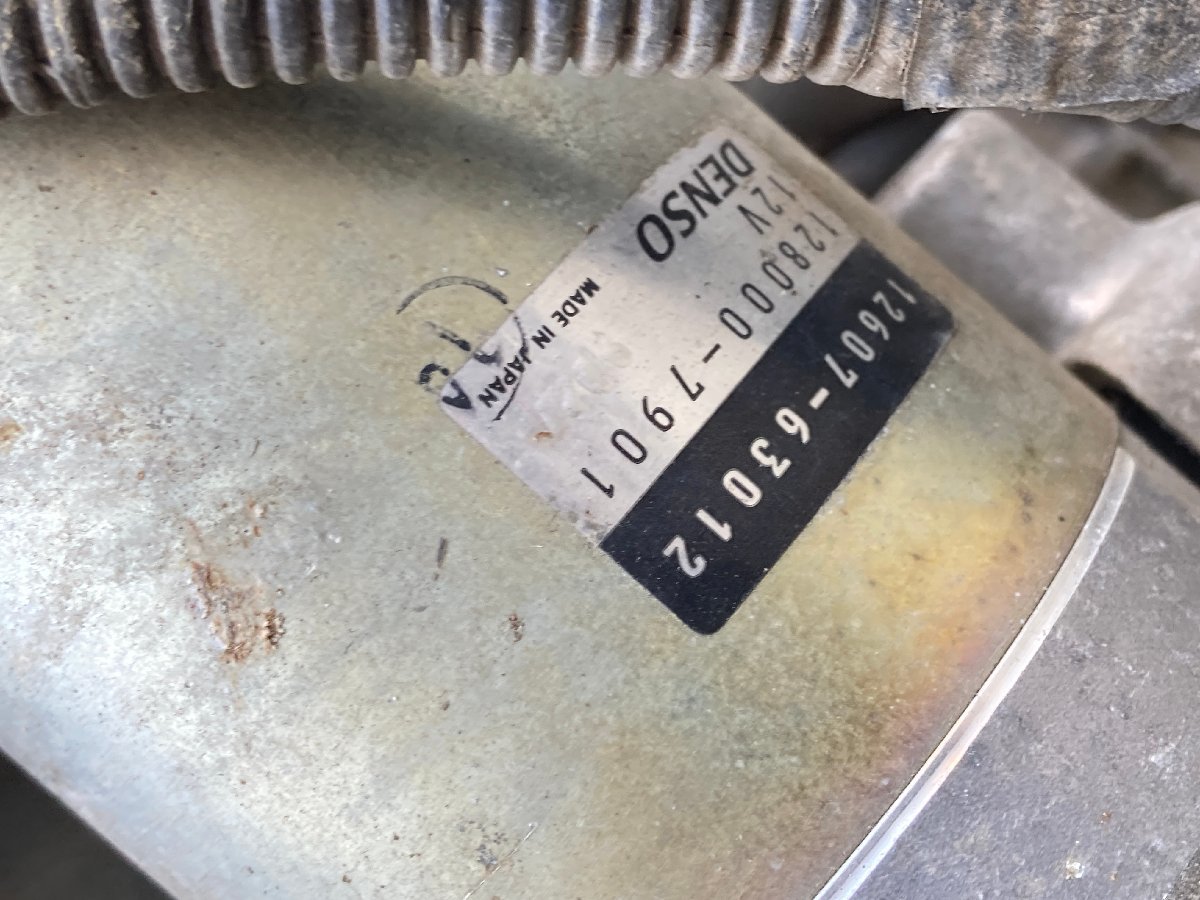 DENSO
MADE IN JAPAN
12V
128000-7901
12607-63012